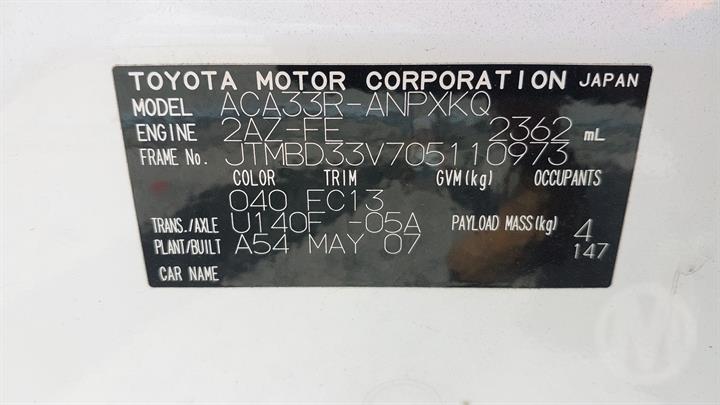 TOYOTA MOTOR CORPORATION JAPAN
MODEL ACA33R-ANPXKQ
ENGINE 2AZ-FE 2362 mL
FRAME No. JTMBD33V705110973
COLOR TRIM GVM(kg) OCCUPANTS
040 FC13
TRANS./AXLE U140F -05A PAYLOAD MASS(kg) 4
PLANT/BUILT A54 MAY 07 147
CAR NAME
M